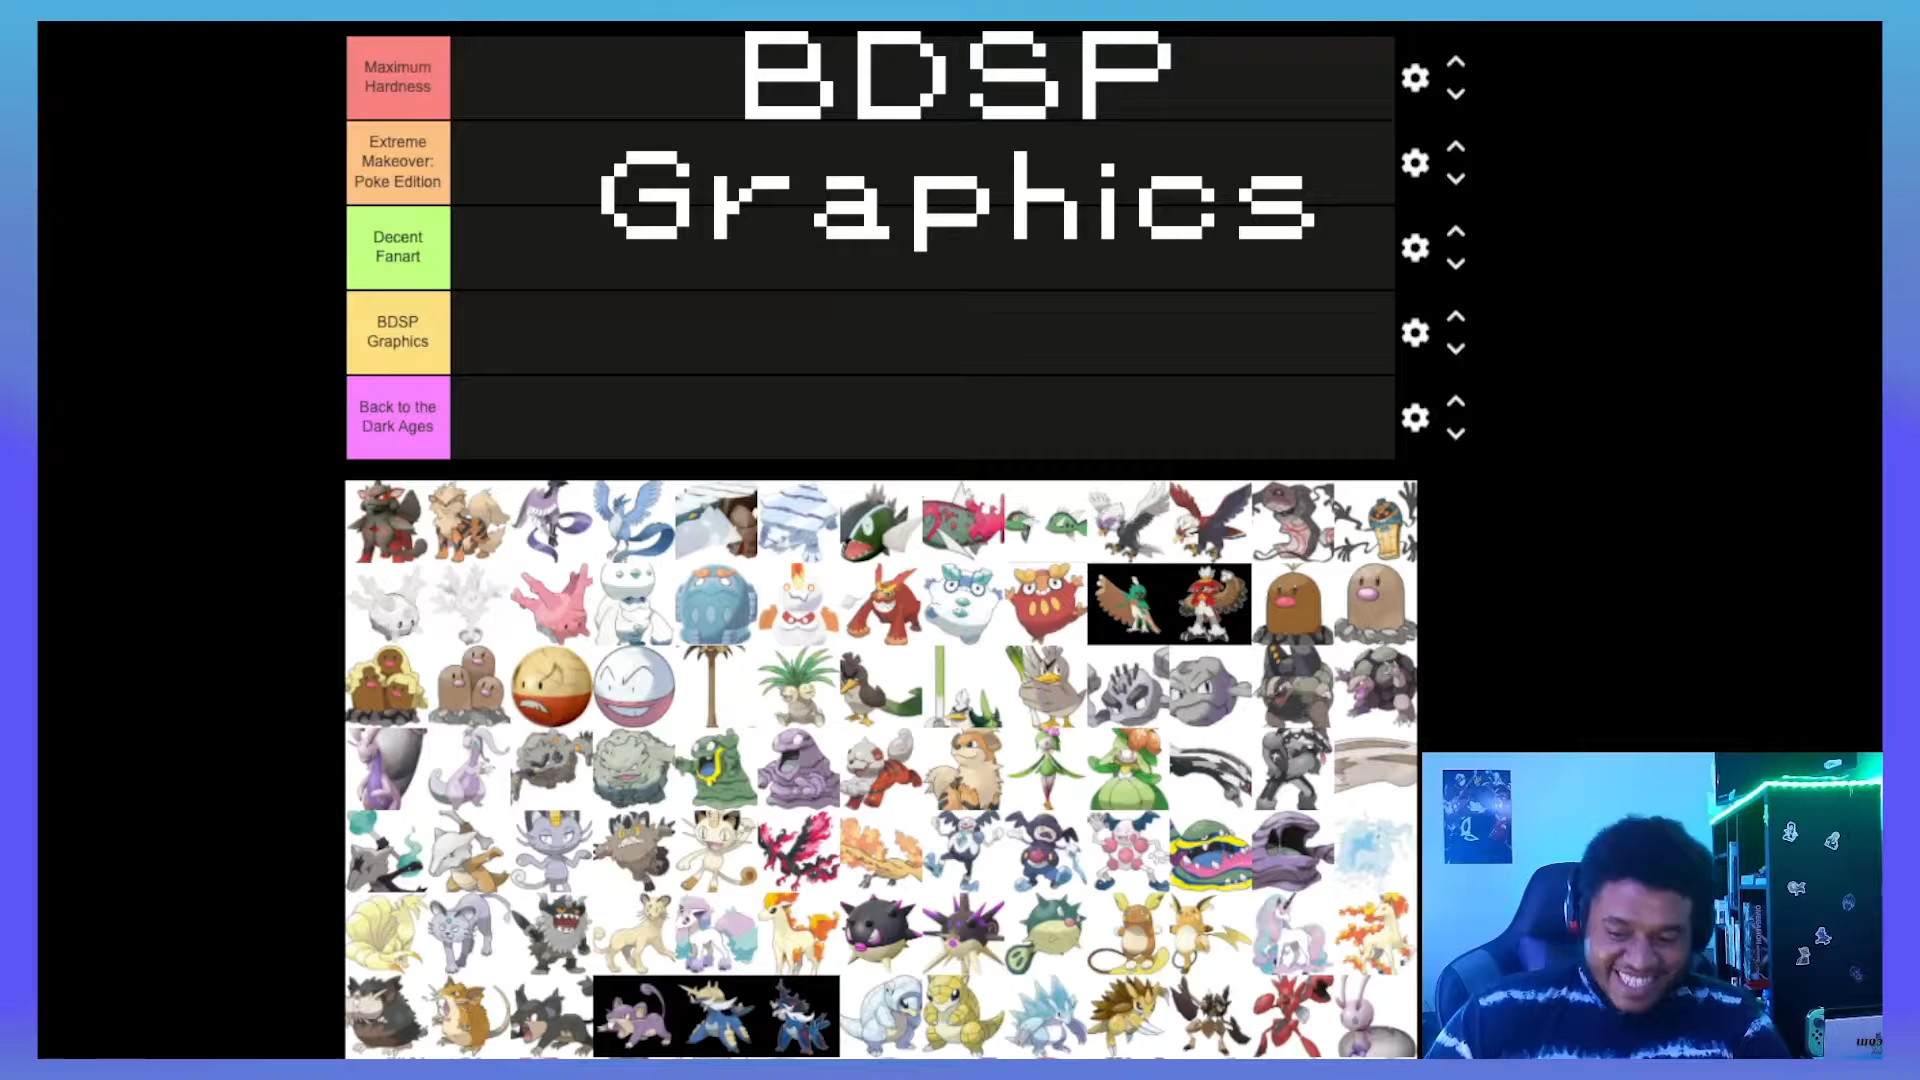 BDSP
Graphics
Maximum
Hardness
Extreme
Makeover:
Poke Edition
Decent
Fanart
BDSP
Graphics
Back to the
Dark Ages